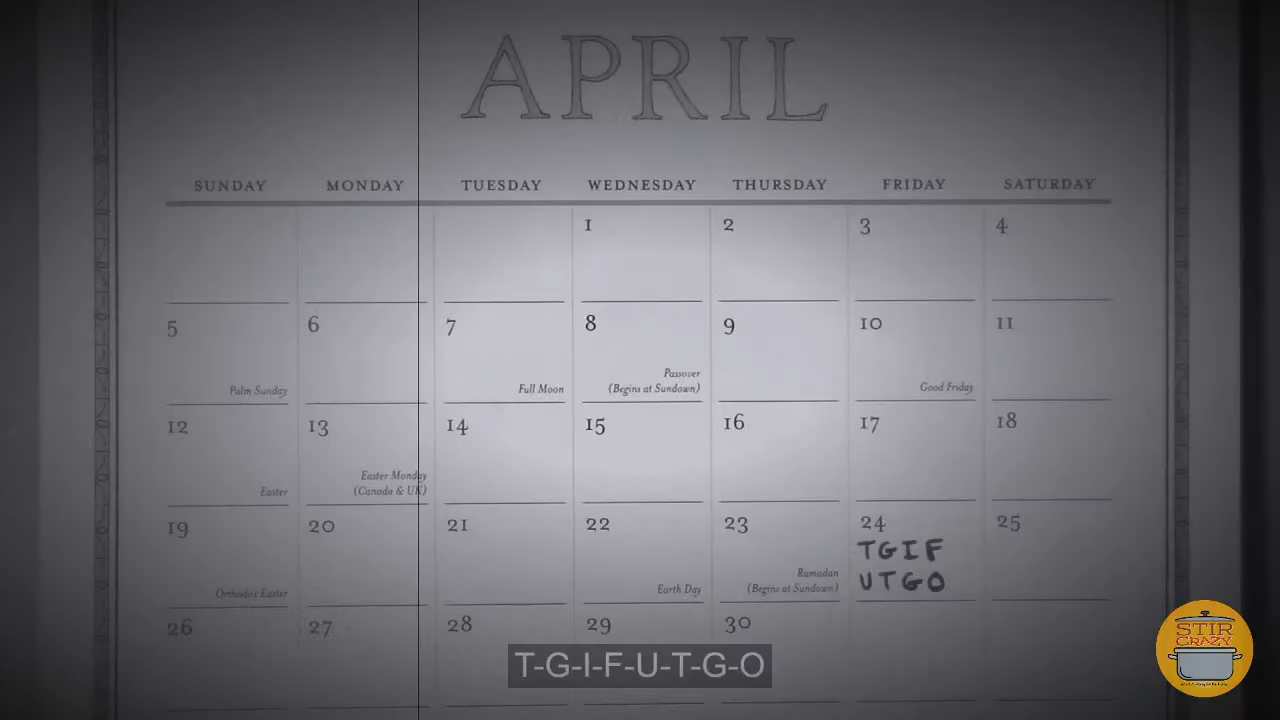 APRIL
SUNDAY MONDAY TUESDAY WEDNESDAY THURSDAY FRIDAY SATURDAY
1 2 3 4
5 6 7 8 9 10 11
Palm Sunday Full Moon Passover (Begins at Sundown) Good Friday
12 13 14 15 16 17 18
Easter Easter Monday (Canada & UK)
19 20 21 22 23 24 25
TGIF
UTGO
Orthodox Easter Earth Day Ramadan (Begins at Sundown)
26 27 28 29 30
T-G-I-F-U-T-G-O
STIR
CRAZY